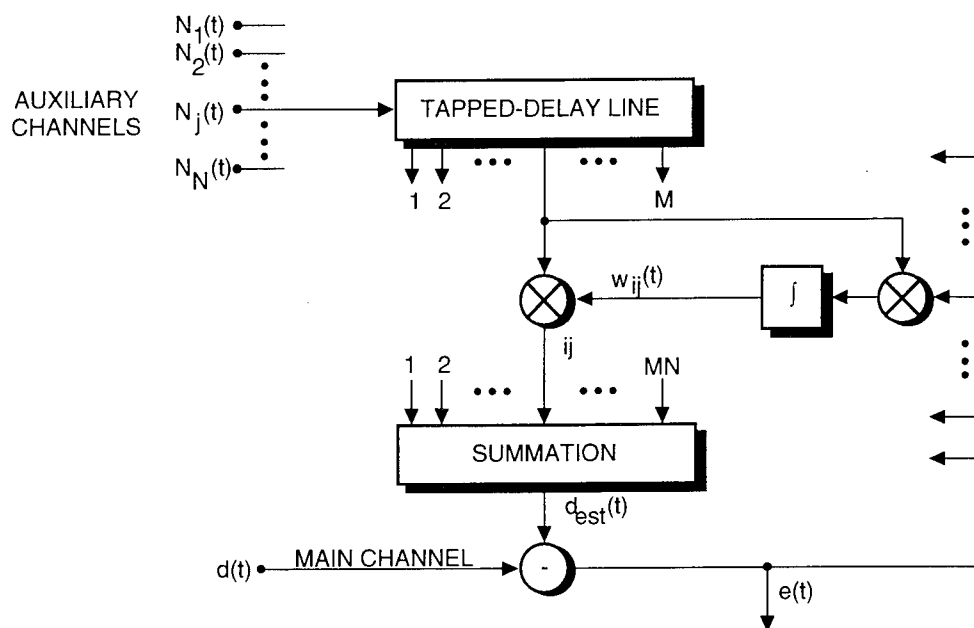 N1(t)
N2(t)
AUXILIARY
CHANNELS
Nj(t)
NN(t)
TAPPED-DELAY LINE
1 2 ••• ••• M
wij(t)
∫
ij
1 2 ••• ••• MN
SUMMATION
dest(t)
d(t) MAIN CHANNEL - e(t)